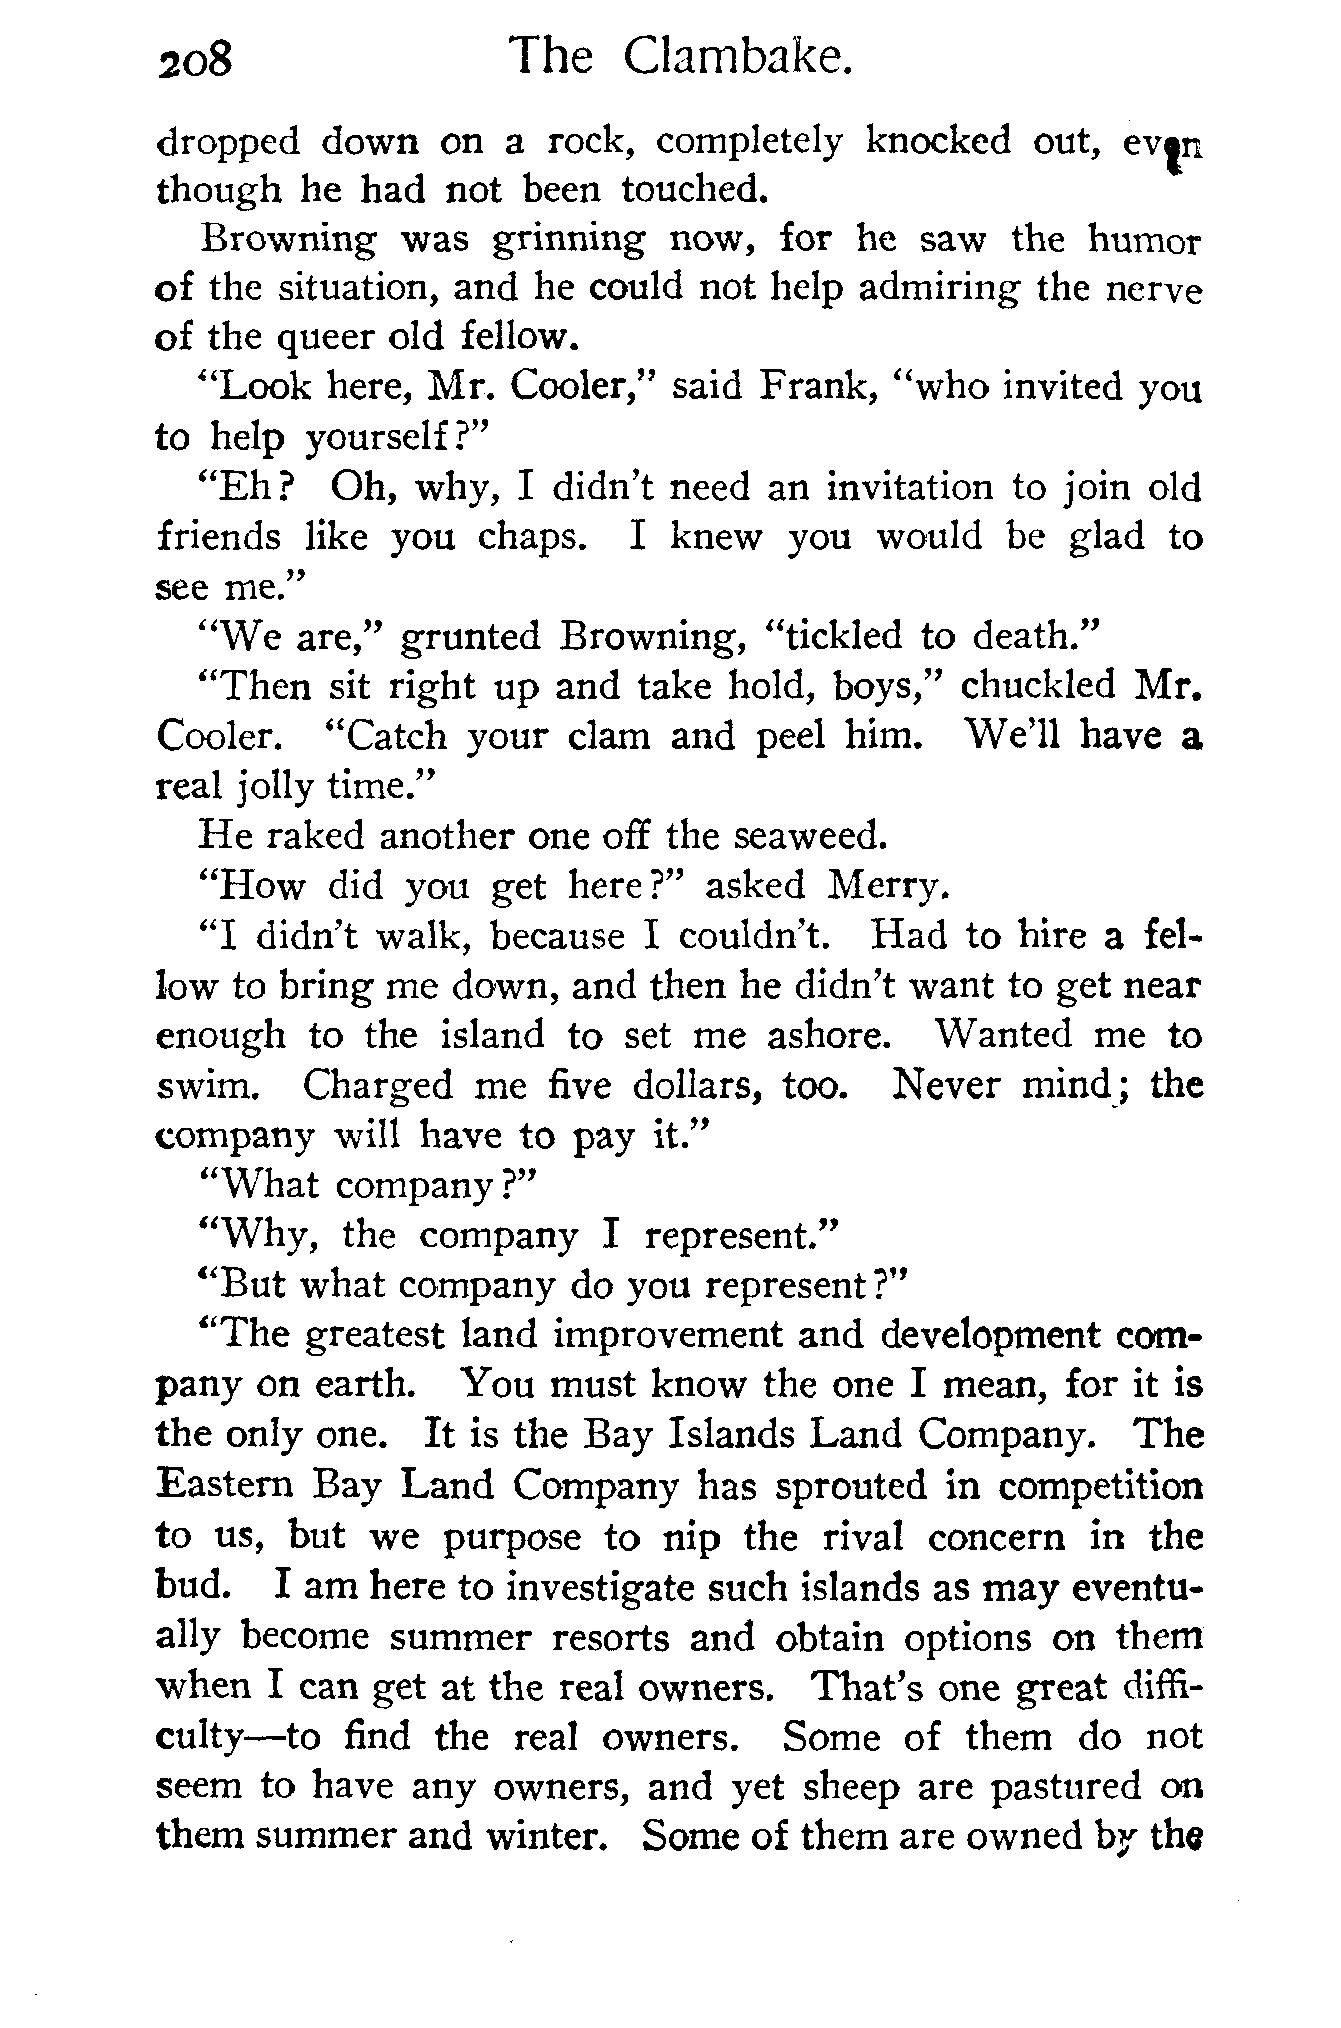 208 The Clambake.
dropped down on a rock, completely knocked out, even
though he had not been touched.
Browning was grinning now, for he saw the humor
of the situation, and he could not help admiring the nerve
of the queer old fellow.
“Look here, Mr. Cooler,” said Frank, “who invited you
to help yourself?”
“Eh? Oh, why, I didn’t need an invitation to join old
friends like you chaps. I knew you would be glad to
see me.”
“We are,” grunted Browning, “tickled to death.”
“Then sit right up and take hold, boys,” chuckled Mr.
Cooler. “Catch your clam and peel him. We’ll have a
real jolly time.”
He raked another one off the seaweed.
“How did you get here?” asked Merry.
“I didn’t walk, because I couldn’t. Had to hire a fel-
low to bring me down, and then he didn’t want to get near
enough to the island to set me ashore. Wanted me to
swim. Charged me five dollars, too. Never mind; the
company will have to pay it.”
“What company?”
“Why, the company I represent.”
“But what company do you represent?”
“The greatest land improvement and development com-
pany on earth. You must know the one I mean, for it is
the only one. It is the Bay Islands Land Company. The
Eastern Bay Land Company has sprouted in competition
to us, but we purpose to nip the rival concern in the
bud. I am here to investigate such islands as may eventu-
ally become summer resorts and obtain options on them
when I can get at the real owners. That’s one great diffi-
culty—to find the real owners. Some of them do not
seem to have any owners, and yet sheep are pastured on
them summer and winter. Some of them are owned by the